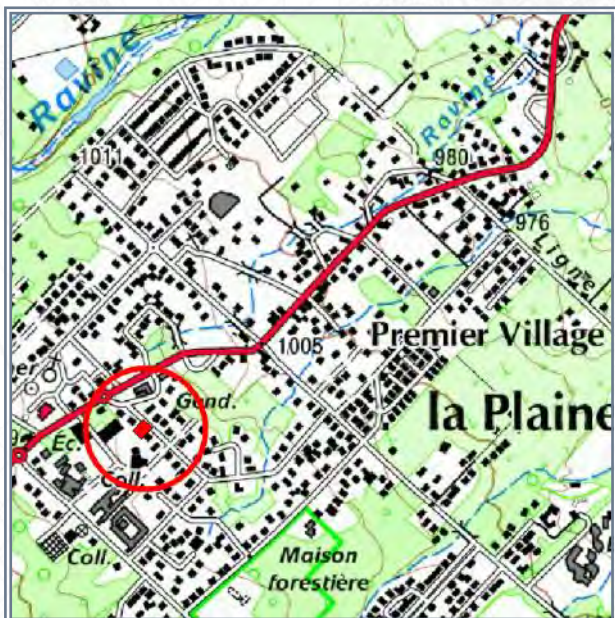 Ravine
Ravine
1011
980
976
Ligne
1005
Premier Village
la Plaine
Gend.
Éc.
Coll.
Coll.
Maison
forestière